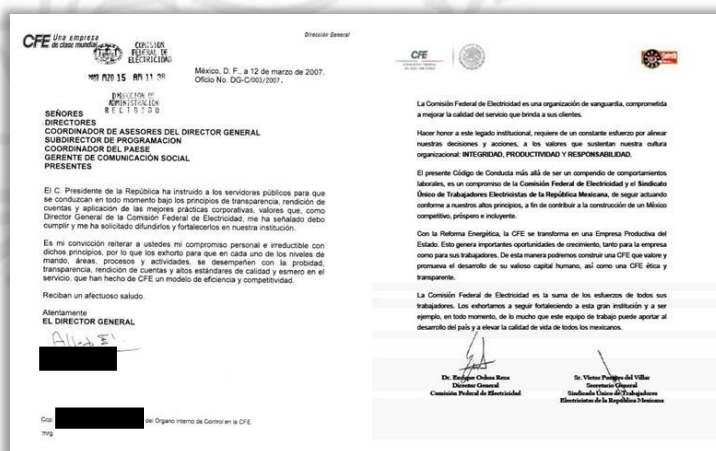 Dirección General
CFE Una empresa
de clase mundial
COMISION
FEDERAL DE
ELECTRICIDAD
15 AM 11 38
DIRECCION DE
ADMINISTRACION
RECIBIDO
México, D. F., a 12 de marzo de 2007.
Oficio No. DG-C/003/2007.
SEÑORES
DIRECTORES
COORDINADOR DE ASESORES DEL DIRECTOR GENERAL
SUBDIRECTOR DE PROGRAMACION
COORDINADOR DEL PAESE
GERENTE DE COMUNICACIÓN SOCIAL
PRESENTES
El C. Presidente de la República ha instruido a los servidores públicos para que
se conduzcan en todo momento bajo los principios de transparencia, rendición de
cuentas y aplicación de las mejores prácticas corporativas, valores que, como
Director General de la Comisión Federal de Electricidad, me ha señalado debo
cumplir y me ha solicitado difundirlos y fortalecerlos en nuestra institución.
Es mi convicción reiterar a ustedes mi compromiso personal e irreductible con
dichos principios, por lo que los exhorto para que en cada uno de los niveles de
mando, áreas, procesos y actividades, se desempeñen con la probidad,
transparencia, rendición de cuentas y altos estándares de calidad y esmero en el
servicio, que han hecho de CFE un modelo de eficiencia y competitividad.
Reciban un afectuoso saludo.
Atentamente
EL DIRECTOR GENERAL
Ccp:
del Órgano Interno de Control en la CFE.
mrg
CFE
La Comisión Federal de Electricidad es una organización de vanguardia, comprometida
a mejorar la calidad del servicio que brinda a sus clientes.
Hacer honor a este legado institucional, requiere de un constante esfuerzo por alinear
nuestras decisiones y acciones, a los valores que sustentan nuestra cultura
organizacional: INTEGRIDAD, PRODUCTIVIDAD Y RESPONSABILIDAD.
El presente Código de Conducta más allá de ser un compendio de comportamientos
laborales, es un compromiso de la Comisión Federal de Electricidad y el Sindicato
Único de Trabajadores Electricistas de la República Mexicana, de seguir actuando
conforme a nuestros altos principios, a fin de contribuir a la construcción de un México
competitivo, próspero e incluyente.
Con la Reforma Energética, la CFE se transforma en una Empresa Productiva del
Estado. Esto genera importantes oportunidades de crecimiento, tanto para la empresa
como para sus trabajadores. De esta manera podremos construir una CFE que valore y
promueva el desarrollo de su valioso capital humano, así como una CFE ética y
transparente.
La Comisión Federal de Electricidad es la suma de los esfuerzos de todos sus
trabajadores. Los exhortamos a seguir fortaleciendo a esta gran institución y a ser
ejemplo, en todo momento, de lo mucho que este equipo de trabajo puede aportar al
desarrollo del país y a elevar la calidad de vida de todos los mexicanos.
Dr. Enrique Ochoa Reza
Director General
Comisión Federal de Electricidad
Sr. Víctor Fuentes del Villar
Secretario General
Sindicato Único de Trabajadores
Electricistas de la República Mexicana